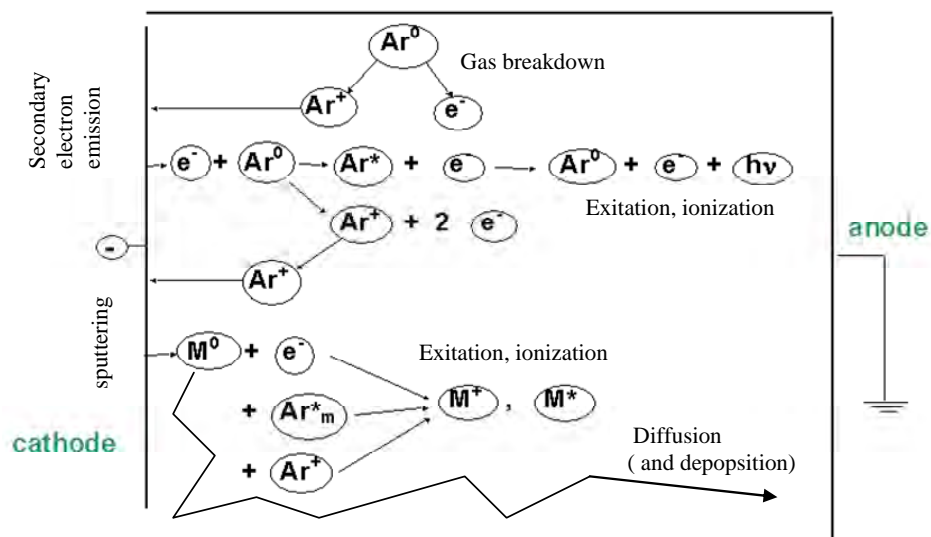 Ar⁰
Gas breakdown
Ar⁺
e⁻
Secondary
electron
emission
e⁻ + Ar⁰ Ar* + e⁻ Ar⁰ + e⁻ + hν
Exitation, ionization
Ar⁺ + 2 e⁻
anode
-
Ar⁺
sputtering
M⁰ + e⁻
Exitation, ionization
+ Ar*m
M⁺ , M*
cathode
+ Ar⁺
Diffusion
( and depopsition)